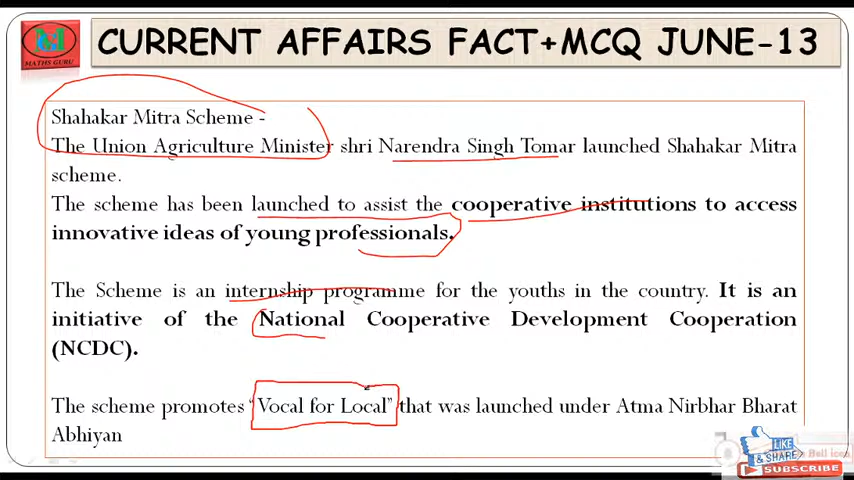 CURRENT AFFAIRS FACT+MCQ JUNE-13
MATHS GURU
Shahakar Mitra Scheme -
The Union Agriculture Minister shri Narendra Singh Tomar launched Shahakar Mitra
scheme.
The scheme has been launched to assist the cooperative institutions to access
innovative ideas of young professionals.
The Scheme is an internship programme for the youths in the country. It is an
initiative of the National Cooperative Development Cooperation
(NCDC).
The scheme promotes “Vocal for Local” that was launched under Atma Nirbhar Bharat
Abhiyan
LIKE
& SHARE
Bell icon
SUBSCRIBE